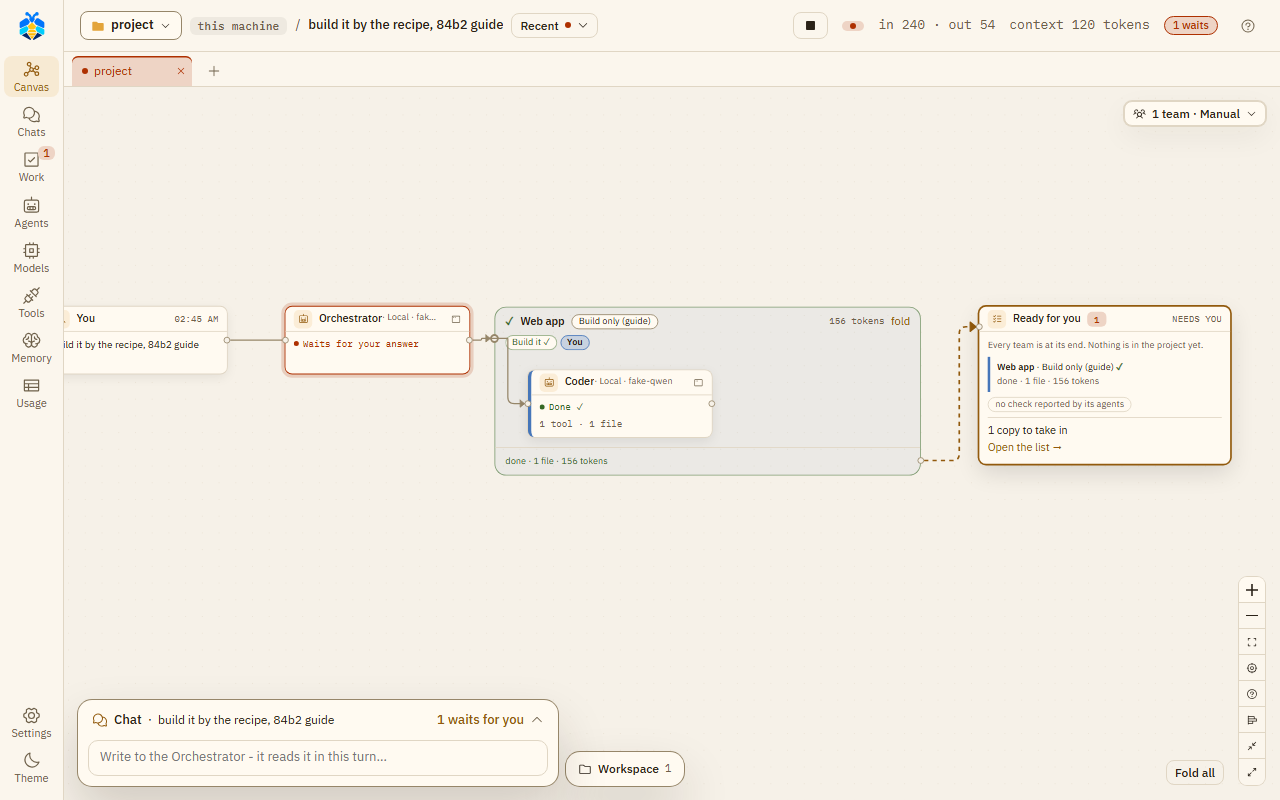 project
this machine
/
build it by the recipe, 84b2 guide
Recent
in 240 · out 54 context 120 tokens
1 waits
project
Canvas
Chats
Work
1
Agents
Models
Tools
Memory
Usage
Settings
Theme
1 team · Manual
You
02:45 AM
ild it by the recipe, 84b2 guide
Orchestrator · Local · fak…
Waits for your answer
✓ Web app
Build only (guide)
156 tokens
fold
Build it ✓
You
Coder · Local · fake-qwen
Done ✓
1 tool · 1 file
done · 1 file · 156 tokens
Ready for you
1
NEEDS YOU
Every team is at its end. Nothing is in the project yet.
Web app · Build only (guide) ✓
done · 1 file · 156 tokens
no check reported by its agents
1 copy to take in
Open the list →
Chat · build it by the recipe, 84b2 guide
1 waits for you
Write to the Orchestrator - it reads it in this turn...
Workspace 1
Fold all